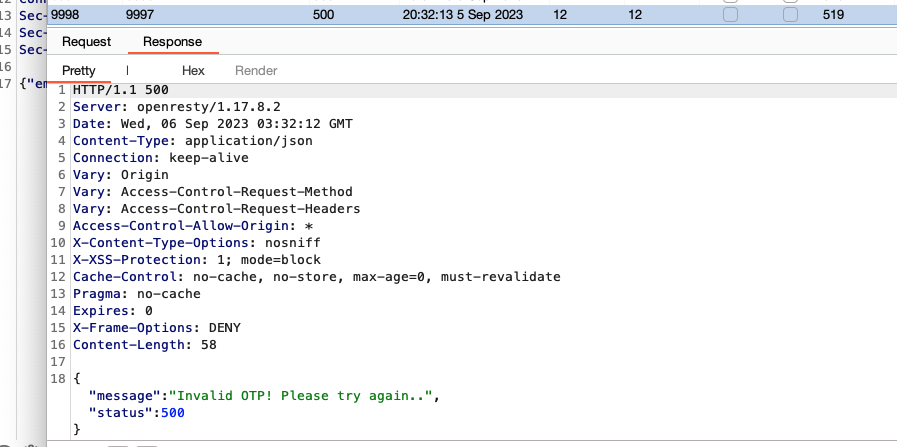 12 Conn
13 Sec-
14 Sec-
15 Sec-
16
17 {"em
9998 9997 500 20:32:13 5 Sep 2023 12 12 519
Request Response
Pretty Hex Render
1 HTTP/1.1 500
2 Server: openresty/1.17.8.2
3 Date: Wed, 06 Sep 2023 03:32:12 GMT
4 Content-Type: application/json
5 Connection: keep-alive
6 Vary: Origin
7 Vary: Access-Control-Request-Method
8 Vary: Access-Control-Request-Headers
9 Access-Control-Allow-Origin: *
10 X-Content-Type-Options: nosniff
11 X-XSS-Protection: 1; mode=block
12 Cache-Control: no-cache, no-store, max-age=0, must-revalidate
13 Pragma: no-cache
14 Expires: 0
15 X-Frame-Options: DENY
16 Content-Length: 58
17
18 {
"message":"Invalid OTP! Please try again..",
"status":500
}